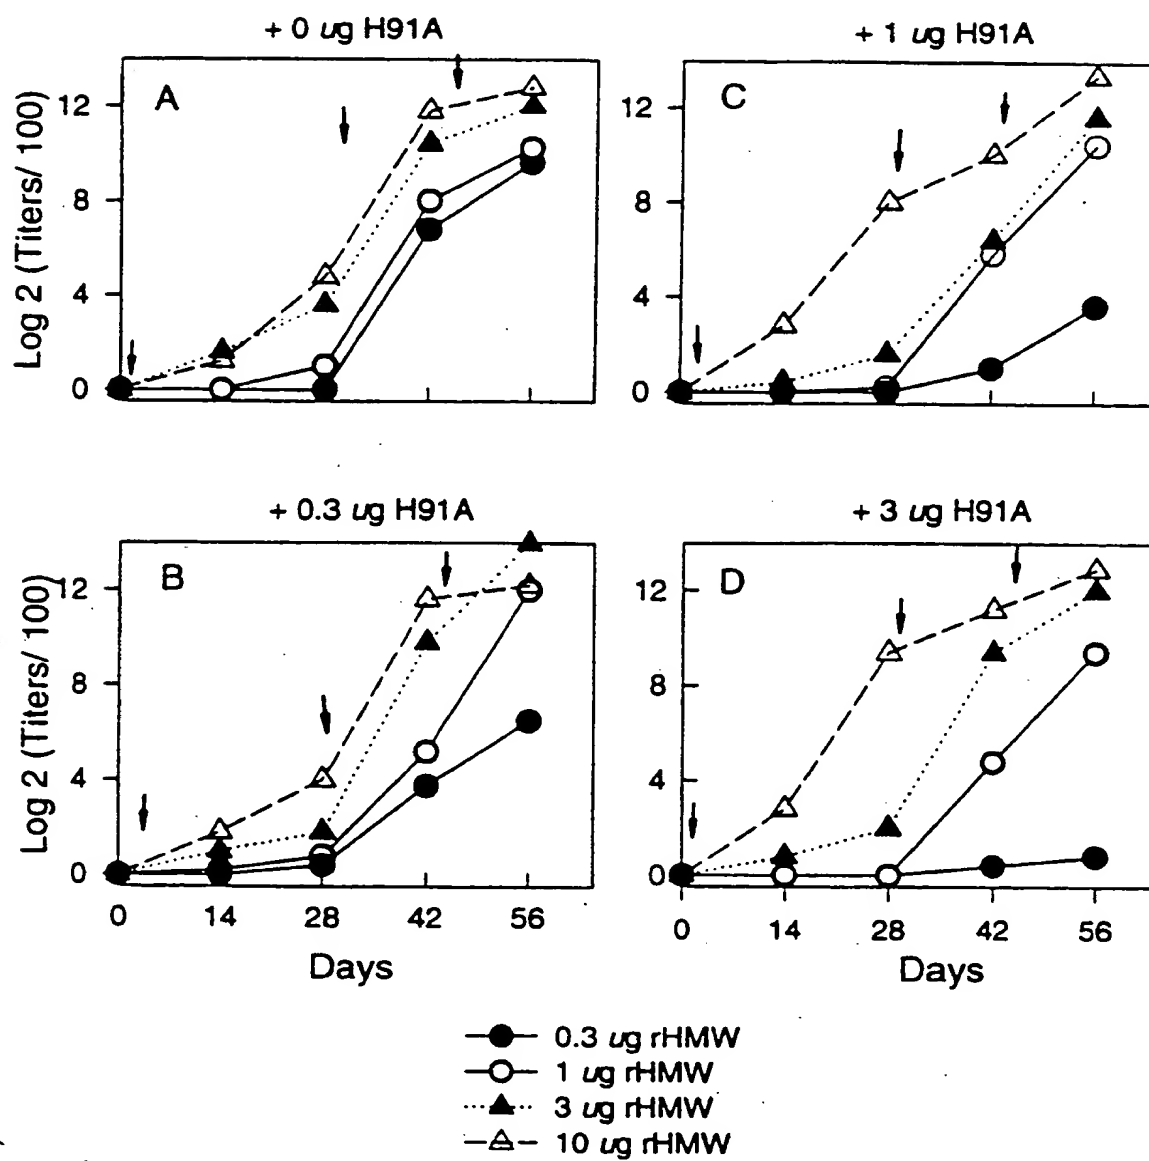 + 0 ug H91A
A
Log 2 (Titers/ 100)
12
8
4
0
+ 1 ug H91A
C
12
8
4
0
+ 0.3 ug H91A
B
Log 2 (Titers/ 100)
12
8
4
0
0 14 28 42 56
Days
+ 3 ug H91A
D
12
8
4
0
0 14 28 42 56
Days
0.3 ug rHMW
1 ug rHMW
3 ug rHMW
10 ug rHMW